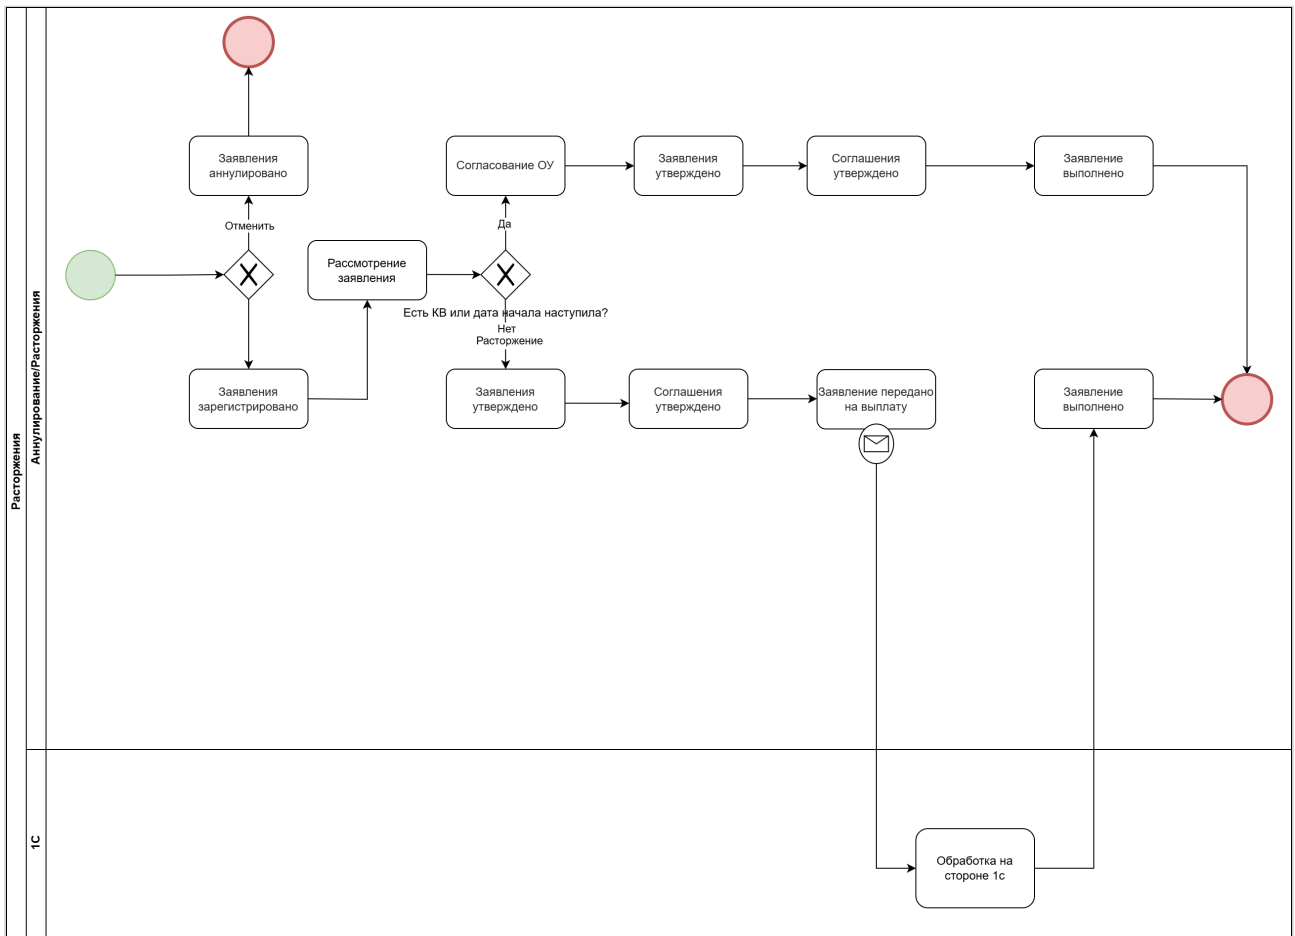 Расторжения
Аннулирование/Расторжения
Заявления
аннулировано
Отменить
Заявления
зарегистрировано
Рассмотрение
заявления
Согласование ОУ
Заявления
утверждено
Соглашения
утверждено
Заявление
выполнено
Да
Есть КВ или дата начала наступила?
Нет
Расторжение
Заявления
утверждено
Соглашения
утверждено
Заявление передано
на выплату
Заявление
выполнено
1С
Обработка на
стороне 1с